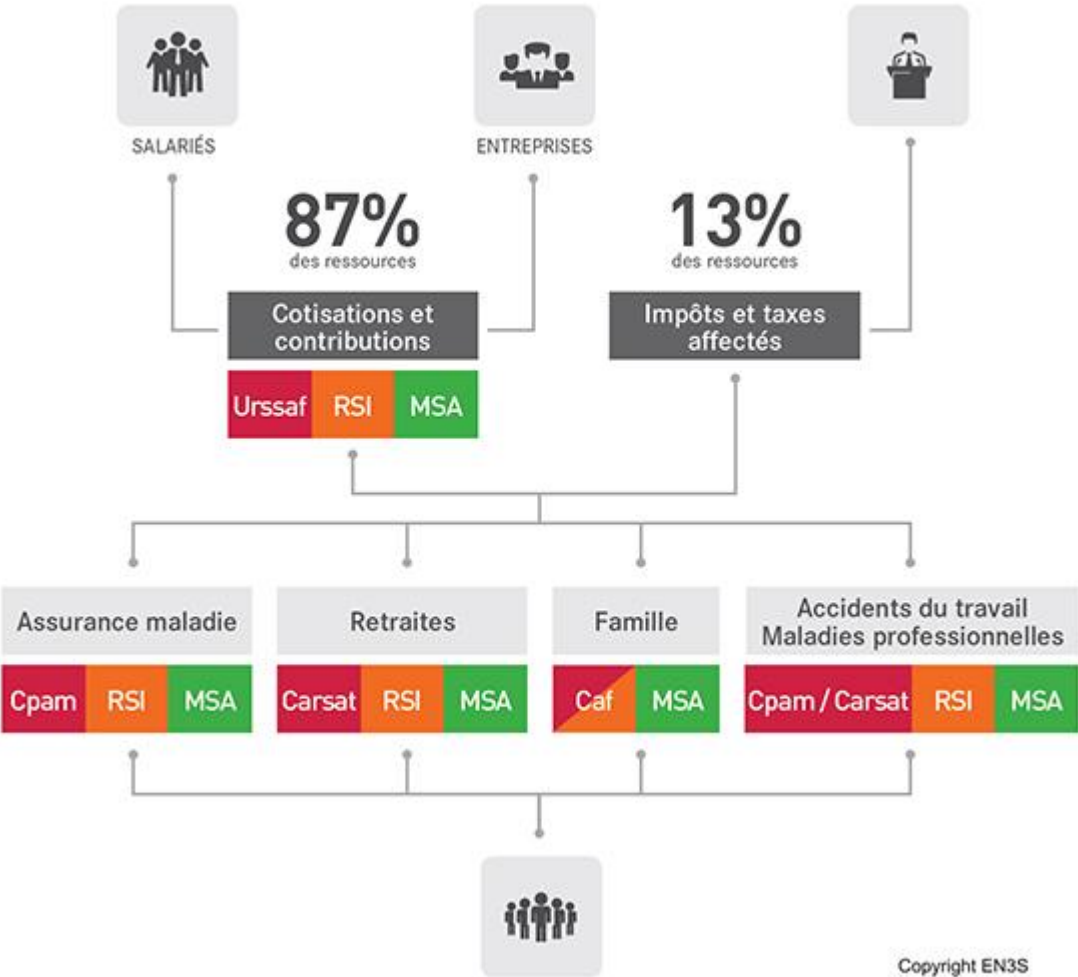 SALARIÉS
ENTREPRISES
87%
des ressources
13%
des ressources
Cotisations et
contributions
Impôts et taxes
affectés
Urssaf RSI MSA
Assurance maladie
Retraites
Famille
Accidents du travail
Maladies professionnelles
Cpam RSI MSA
Carsat RSI MSA
Caf MSA
Cpam / Carsat RSI MSA
Copyright EN3S